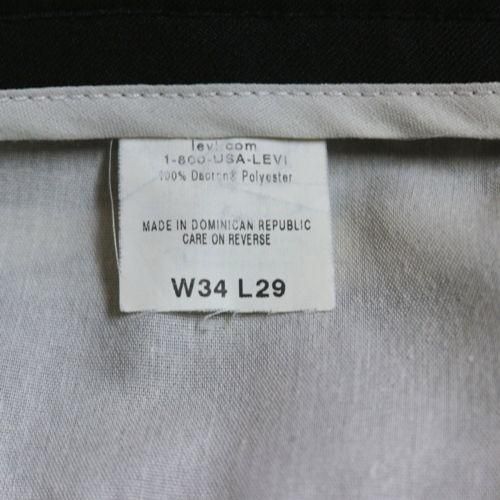 levi.com
1-800-USA-LEVI
100% Dacron® Polyester
MADE IN DOMINICAN REPUBLIC
CARE ON REVERSE
W34 L29